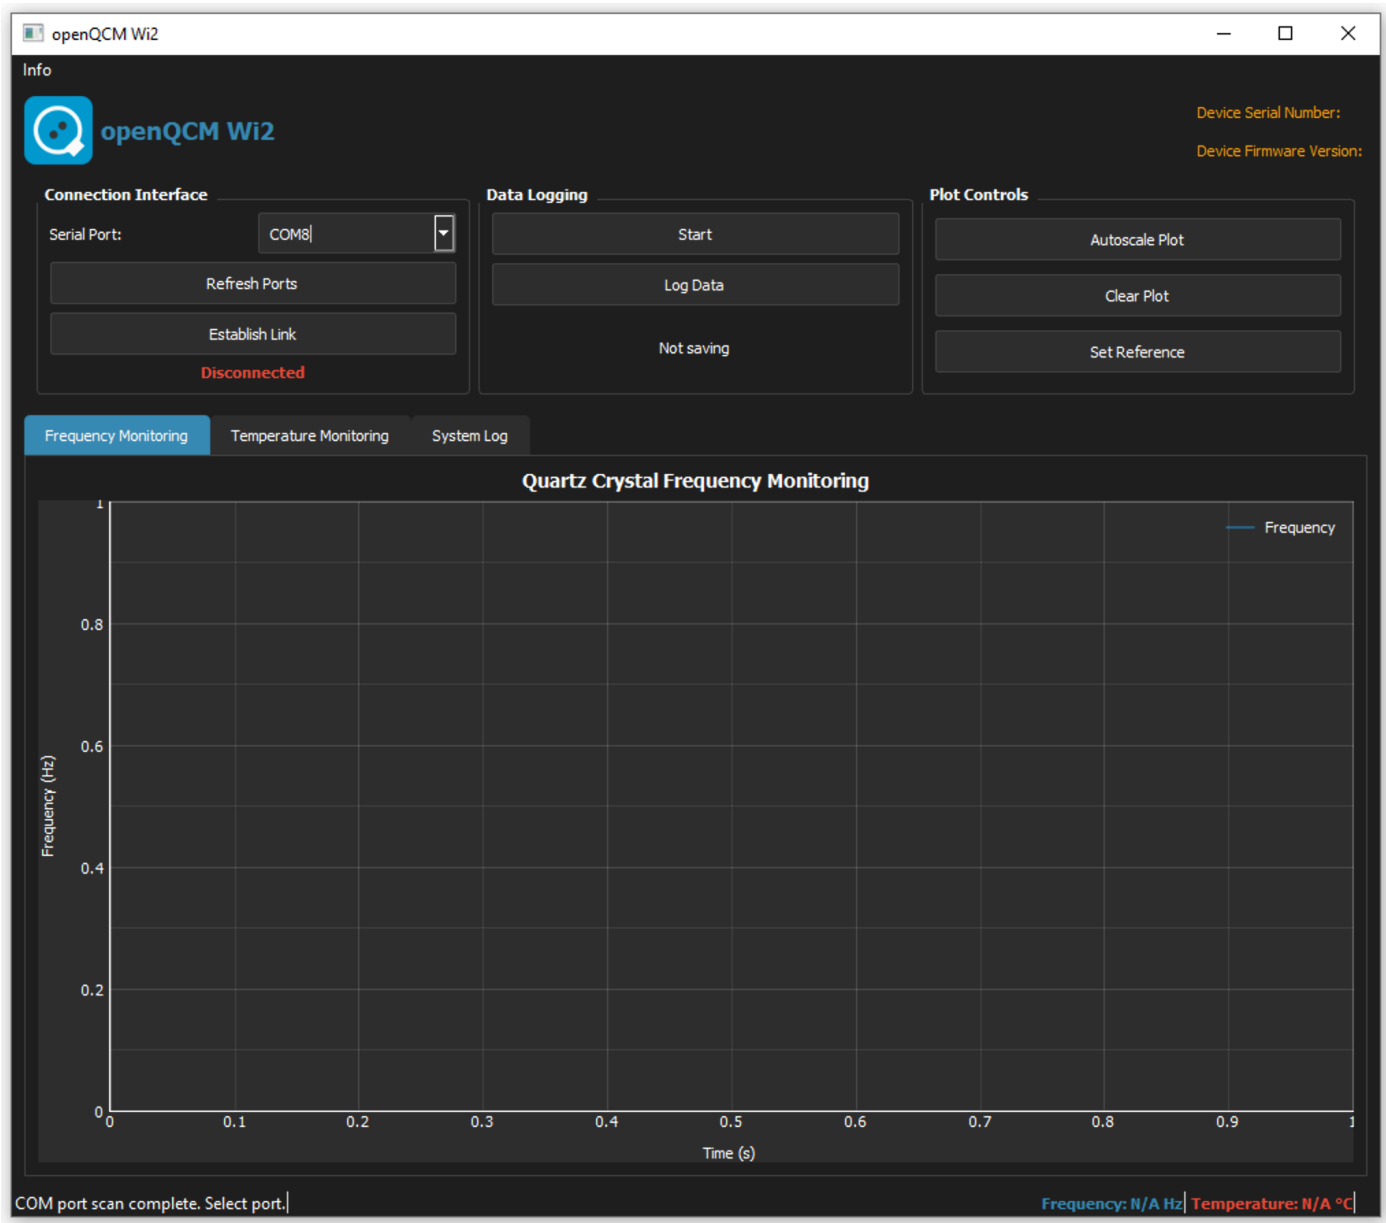 openQCM Wi2
Info
openQCM Wi2
Device Serial Number:
Device Firmware Version:
Connection Interface
Serial Port:
COM8
Refresh Ports
Establish Link
Disconnected
Data Logging
Start
Log Data
Not saving
Plot Controls
Autoscale Plot
Clear Plot
Set Reference
Frequency Monitoring
Temperature Monitoring
System Log
Quartz Crystal Frequency Monitoring
Frequency
1
0.8
0.6
0.4
0.2
0
Frequency (Hz)
0 0.1 0.2 0.3 0.4 0.5 0.6 0.7 0.8 0.9 1
Time (s)
COM port scan complete. Select port.
Frequency: N/A Hz
Temperature: N/A °C